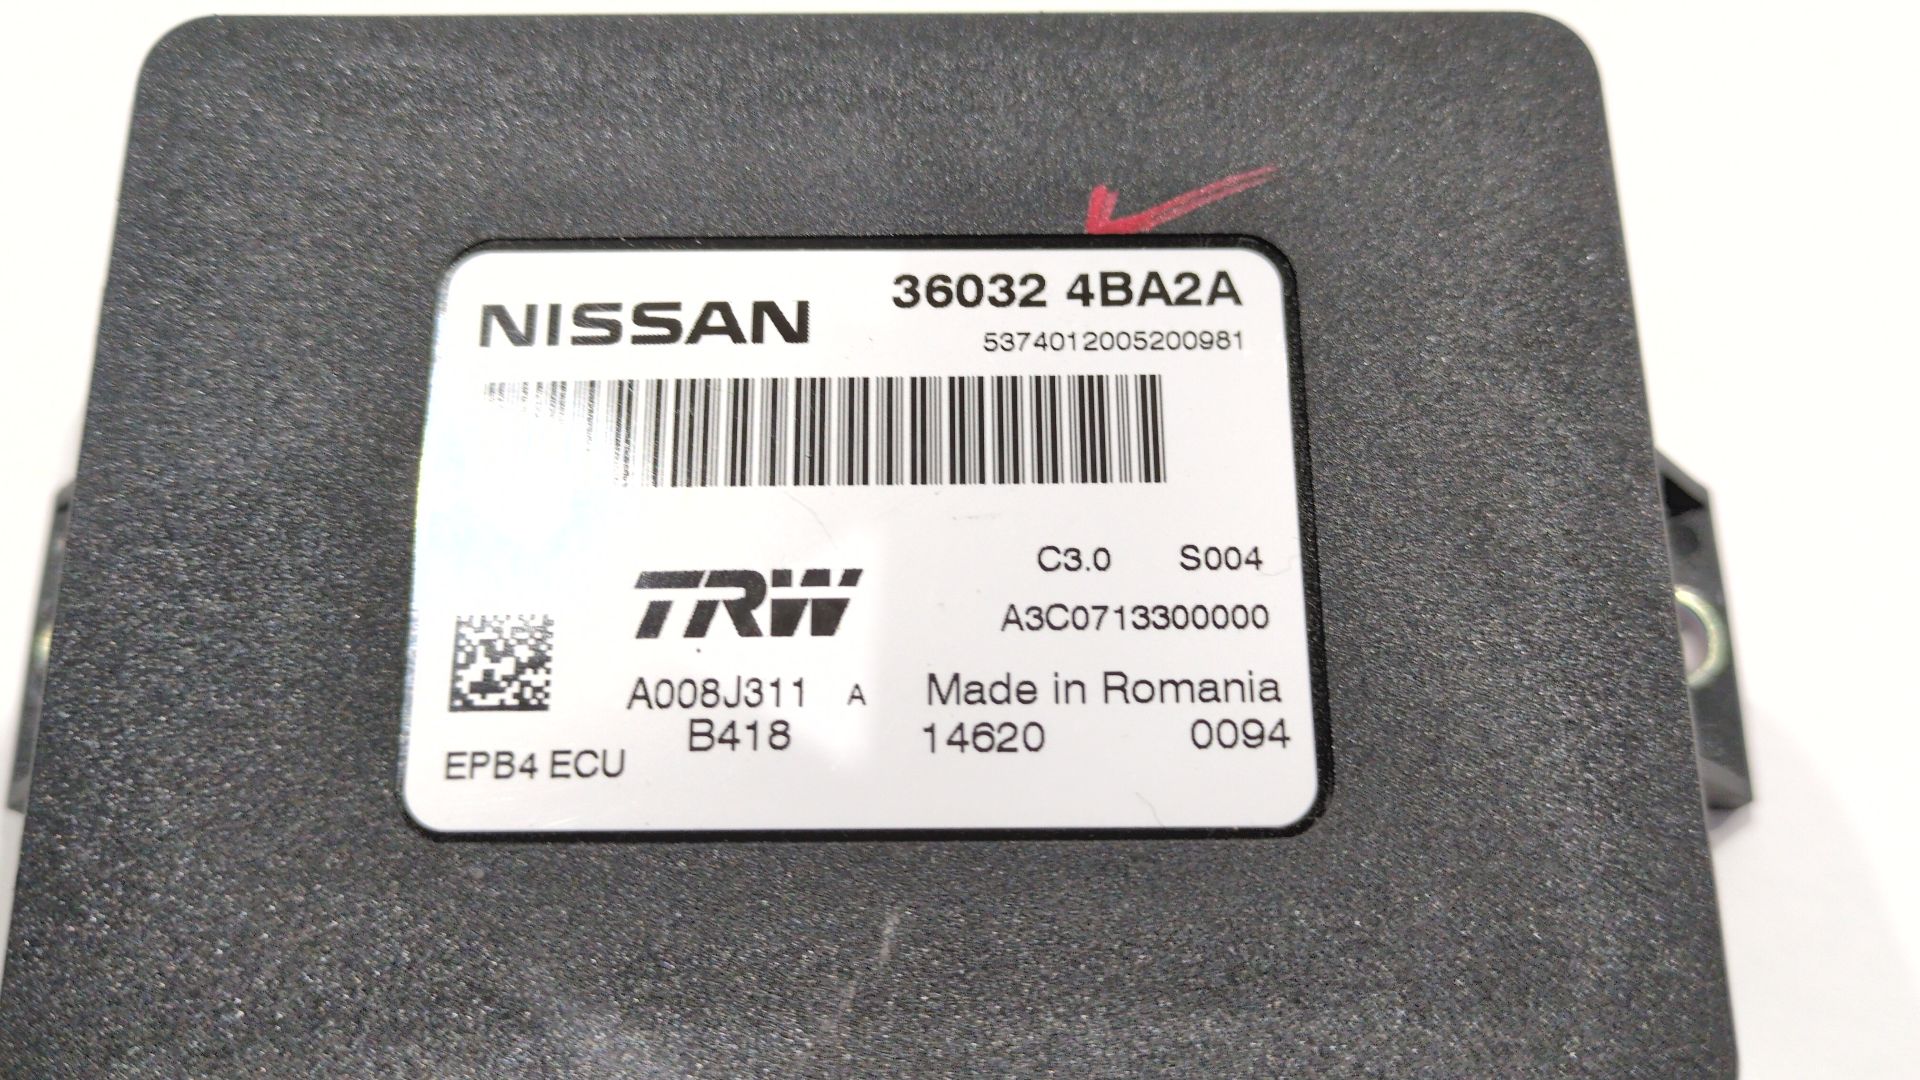 NISSAN 36032 4BA2A
5374012005200981
C3.0 S004
TRW A3C0713300000
A008J311 A Made in Romania
B418 14620 0094
EPB4 ECU